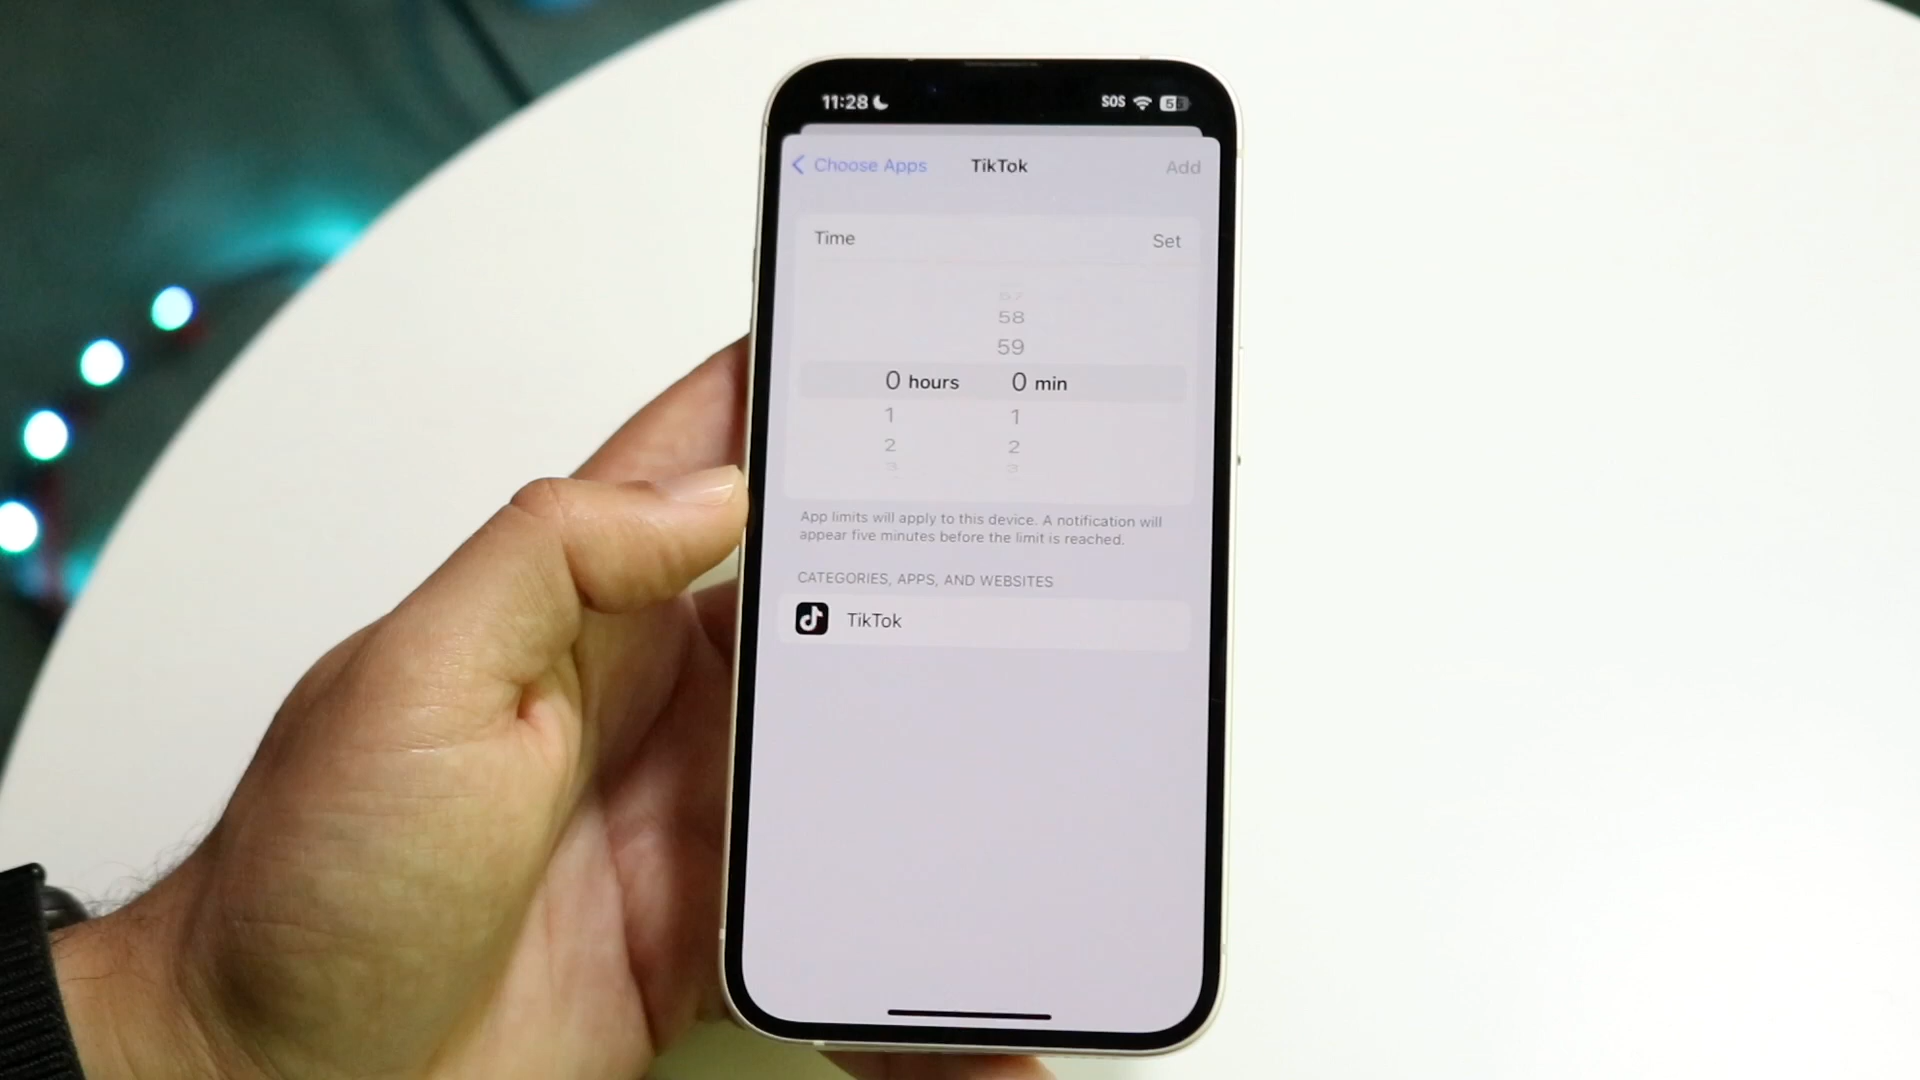 11:28 SOS 55
Choose Apps TikTok Add
Time Set
57
58
59
0 hours 0 min
1 1
2 2
3 3
App limits will apply to this device. A notification will
appear five minutes before the limit is reached.
CATEGORIES, APPS, AND WEBSITES
TikTok